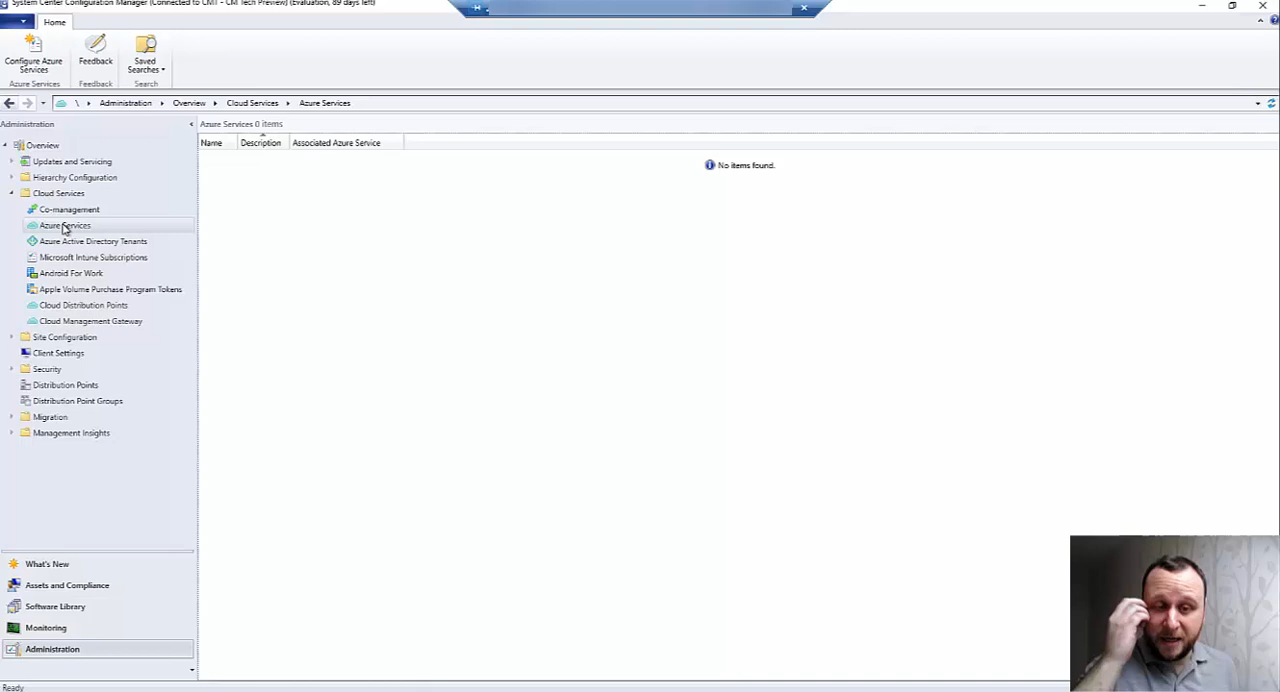 System Center Configuration Manager (Connected to CMT - CM Tech Preview) (Evaluation, 89 days left)
Home
Configure Azure Services
Feedback
Saved Searches
Azure Services
Feedback
Search
\ Administration Overview Cloud Services Azure Services
Administration
Overview
Updates and Servicing
Hierarchy Configuration
Cloud Services
Co-management
Azure Services
Azure Active Directory Tenants
Microsoft Intune Subscriptions
Android For Work
Apple Volume Purchase Program Tokens
Cloud Distribution Points
Cloud Management Gateway
Site Configuration
Client Settings
Security
Distribution Points
Distribution Point Groups
Migration
Management Insights
Azure Services 0 items
Name Description Associated Azure Service
No items found.
What's New
Assets and Compliance
Software Library
Monitoring
Administration
Ready